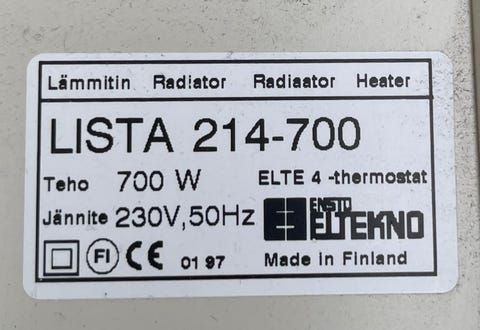 Lämmitin Radiator Radiaator Heater
LISTA 214-700
Teho 700 W ELTE 4 -thermostat
Jännite 230V,50Hz ENSTO ELTEKNO
FI CE 01 97 Made in Finland